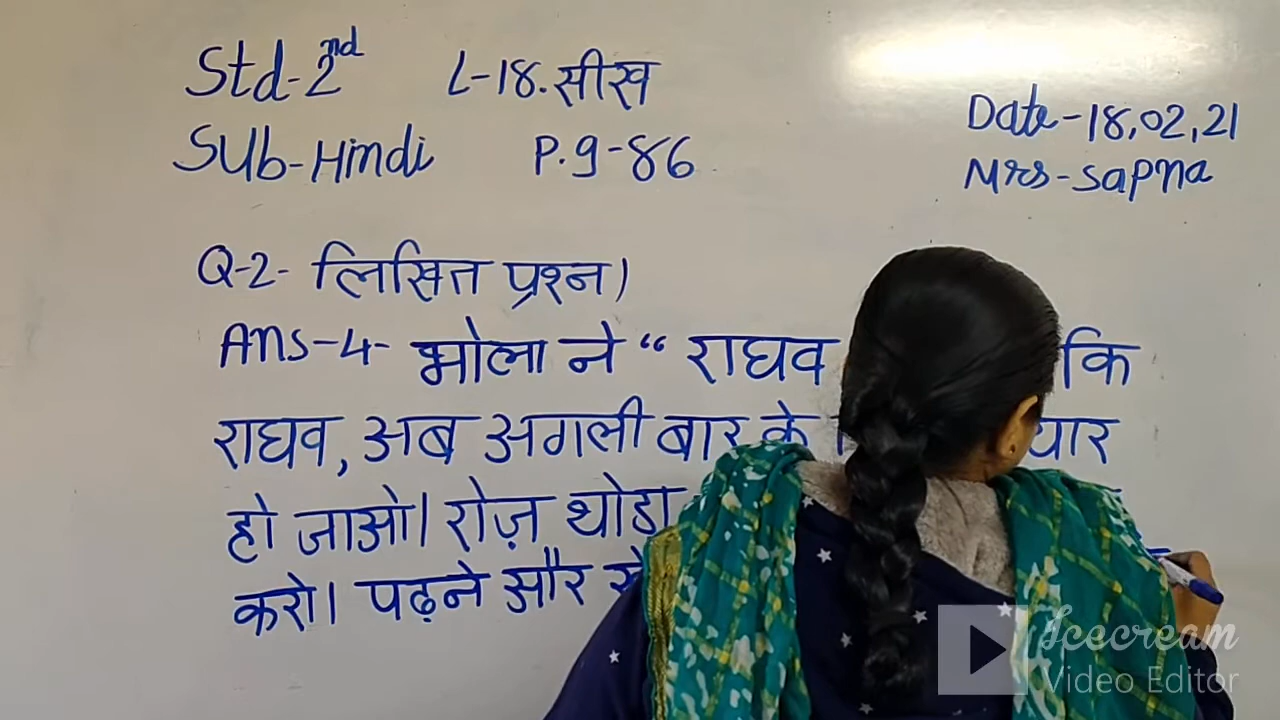 Std-2nd L-18. सीख
Date-18,02,21
Sub-Hindi P.g-86
Mrs-Sapna
Q-2- लिखित प्रश्न।
Ans-4- भोला ने “ राघव कि
राघव, अब अगली बार के यार
हो जाओ। रोज़ थोडा
करो। पढ़ने और
Icecream
Video Editor